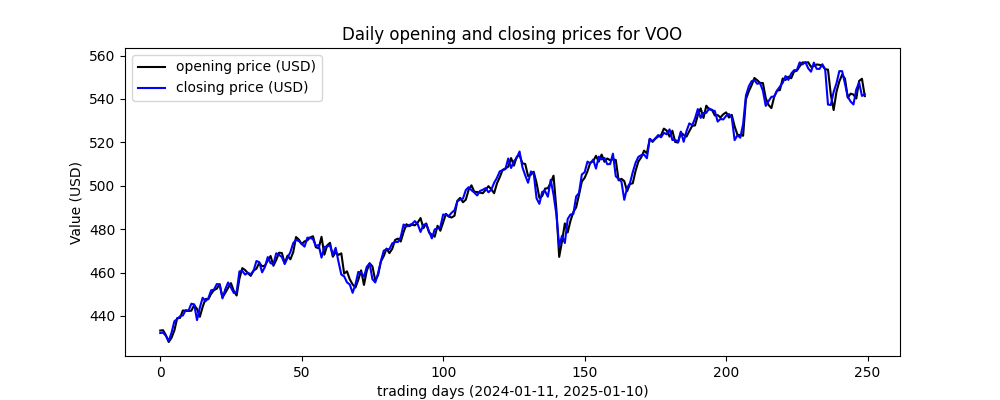 Daily opening and closing prices for VOO
opening price (USD)
closing price (USD)
Value (USD)
560
540
520
500
480
460
440
0 50 100 150 200 250
trading days (2024-01-11, 2025-01-10)